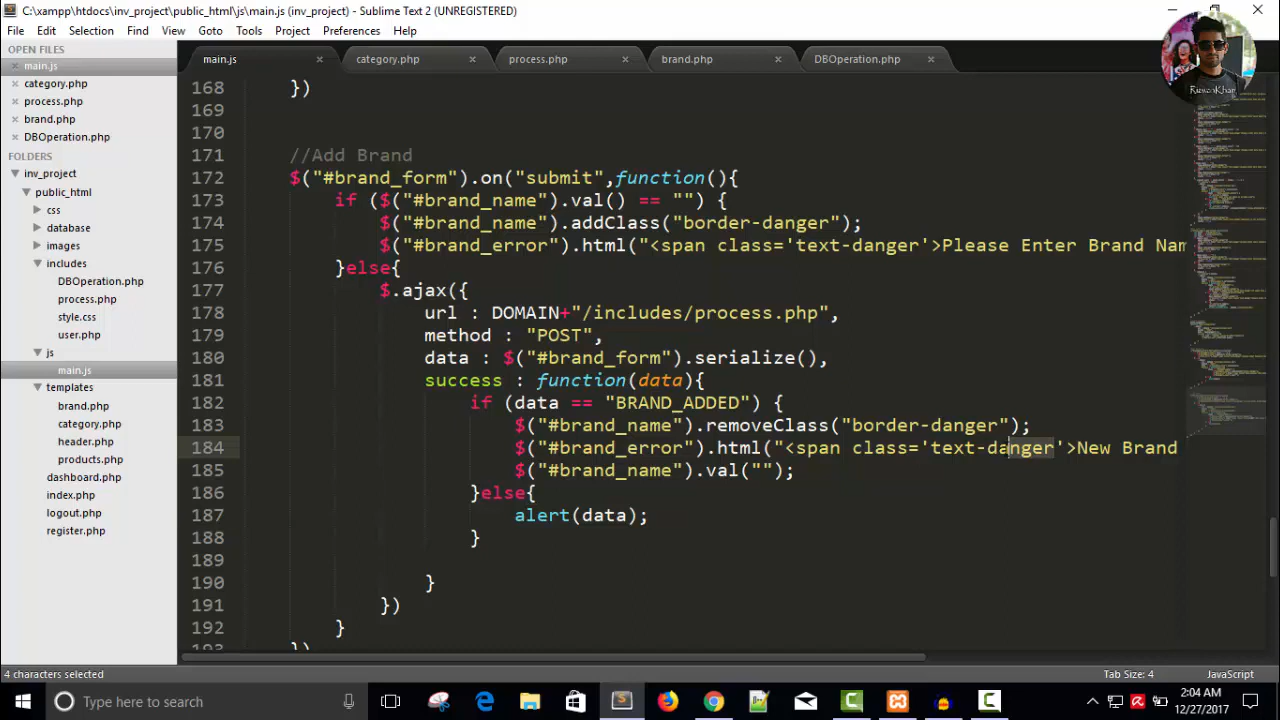 C:\xampp\htdocs\inv_project\public_html\js\main.js (inv_project) - Sublime Text 2 (UNREGISTERED)
File Edit Selection Find View Goto Tools Project Preferences Help
OPEN FILES
main.js
category.php
process.php
brand.php
DBOperation.php
FOLDERS
inv_project
public_html
css
database
images
includes
DBOperation.php
process.php
style.css
user.php
js
main.js
templates
brand.php
category.php
header.php
products.php
dashboard.php
index.php
logout.php
register.php
main.js category.php process.php brand.php DBOperation.php
RizwanKhan
168 })
169
170
171 //Add Brand
172 $("#brand_form").on("submit",function(){
173 if ($("#brand_name").val() == "") {
174 $("#brand_name").addClass("border-danger");
175 $("#brand_error").html("<span class='text-danger'>Please Enter Brand Nam
176 }else{
177 $.ajax({
178 url : DOMAIN+"/includes/process.php",
179 method : "POST",
180 data : $("#brand_form").serialize(),
181 success : function(data){
182 if (data == "BRAND_ADDED") {
183 $("#brand_name").removeClass("border-danger");
184 $("#brand_error").html("<span class='text-danger'>New Brand
185 $("#brand_name").val("");
186 }else{
187 alert(data);
188 }
189
190 }
191 })
192 }
193 })
4 characters selected Tab Size: 4 JavaScript
Type here to search
2:04 AM
12/27/2017